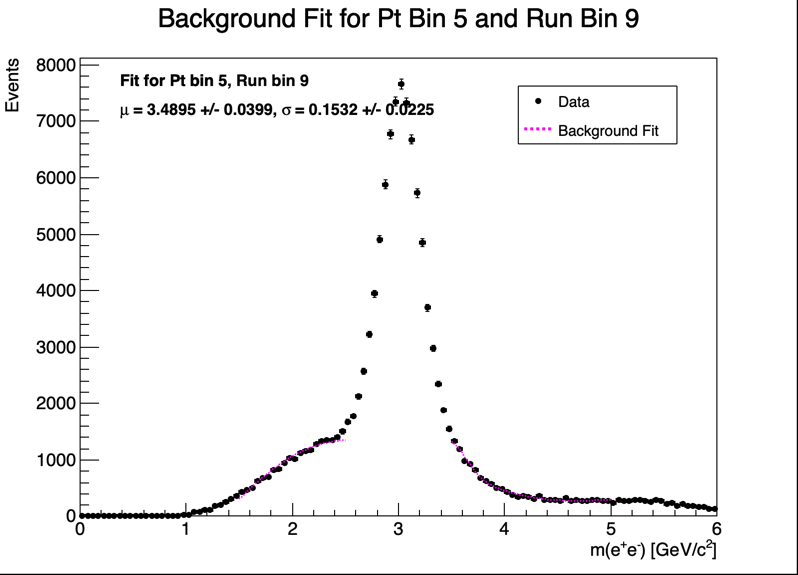 Background Fit for Pt Bin 5 and Run Bin 9
Events
8000
7000
6000
5000
4000
3000
2000
1000
0
Fit for Pt bin 5, Run bin 9
μ = 3.4895 +/- 0.0399, σ = 0.1532 +/- 0.0225
Data
Background Fit
0 1 2 3 4 5 6
m(e⁺e⁻) [GeV/c²]